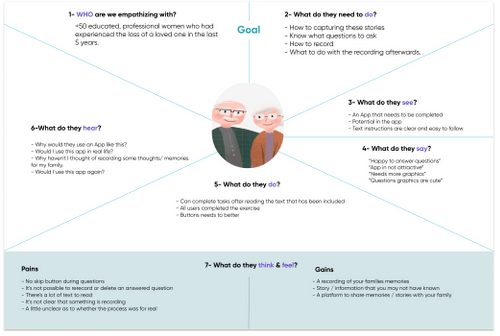 1- WHO are we empathizing with?
+50 educated, professional women who had
experienced the loss of a loved one in the last
5 years.
Goal
2- What do they need to do?
- How to capturing these stories
- Know what questions to ask
- How to record
- What to do with the recording afterwards.
3- What do they see?
- An App that needs to be completed
- Potential in the app
- Text instructions are clear and easy to follow
4- What do they say?
"Happy to answer questions"
"App in not attractive"
"Needs more graphics"
"Questions graphics are cute"
6-What do they hear?
- Why would they use an App like this?
- Would I use this app in real life?
- Why haven't I thought of recording some thoughts/ memories
for my family.
- Would I use this app again?
5 - What do they do?
- Can complete tasks after reading the text that has been included
- All users completed the exercise
- Buttons needs to better
7- What do they think & feel?
Pains
- No skip button during questions
- It's not possible to rerecord or delete an answered question
- There's a lot of text to read
- It's not clear that something is recording
- A little unclear as to whether the process was for real
Gains
- A recording of your families memories
- Story / information that you may not have known
- A platform to share memories / stories with your family